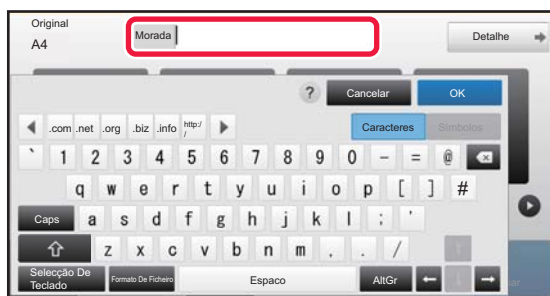 Original
A4
Morada
Detalhe
? Cancelar OK
.com .net .org .biz .info http:/
/
Caracteres Símbolos
` 1 2 3 4 5 6 7 8 9 0 - = @
q w e r t y u i o p [ ] #
Caps a s d f g h j k l ; '
z x c v b n m , . /
Selecção De
Teclado
Formato De Ficheiro
Espaco
AltGr